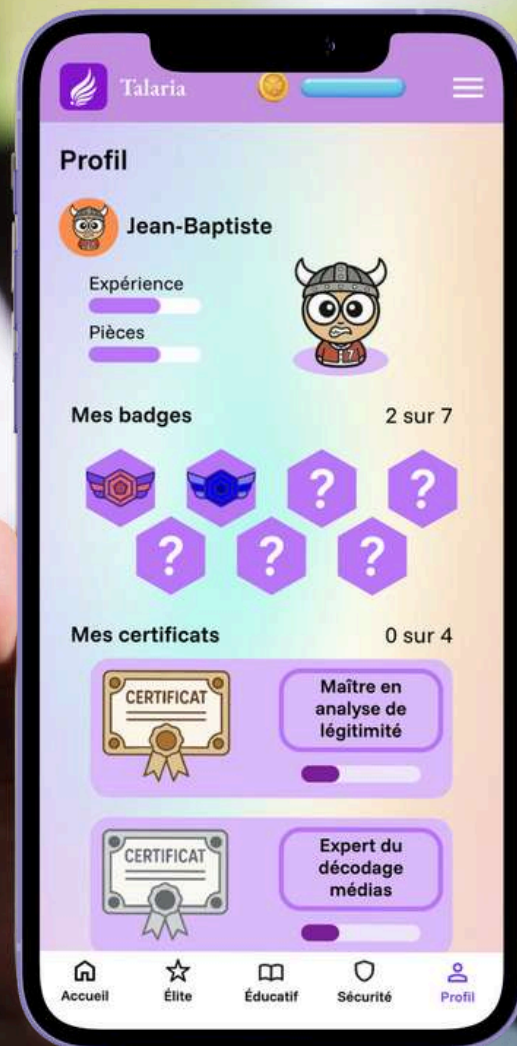 Talaria
Profil
Jean-Baptiste
Expérience
Pièces
7
Mes badges 2 sur 7
? ?
? ? ?
Mes certificats 0 sur 4
CERTIFICAT
Maître en
analyse de
légitimité
CERTIFICAT
Expert du
décodage
médias
Accueil Élite Éducatif Sécurité Profil